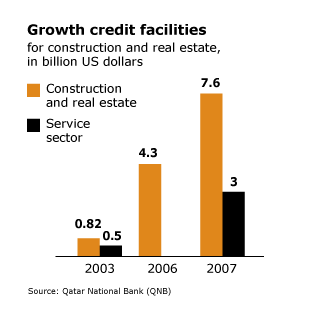 Growth credit facilities
for construction and real estate,
in billion US dollars
Construction
and real estate
Service
sector
7.6
4.3
3
0.82
0.5
2003 2006 2007
Source: Qatar National Bank (QNB)